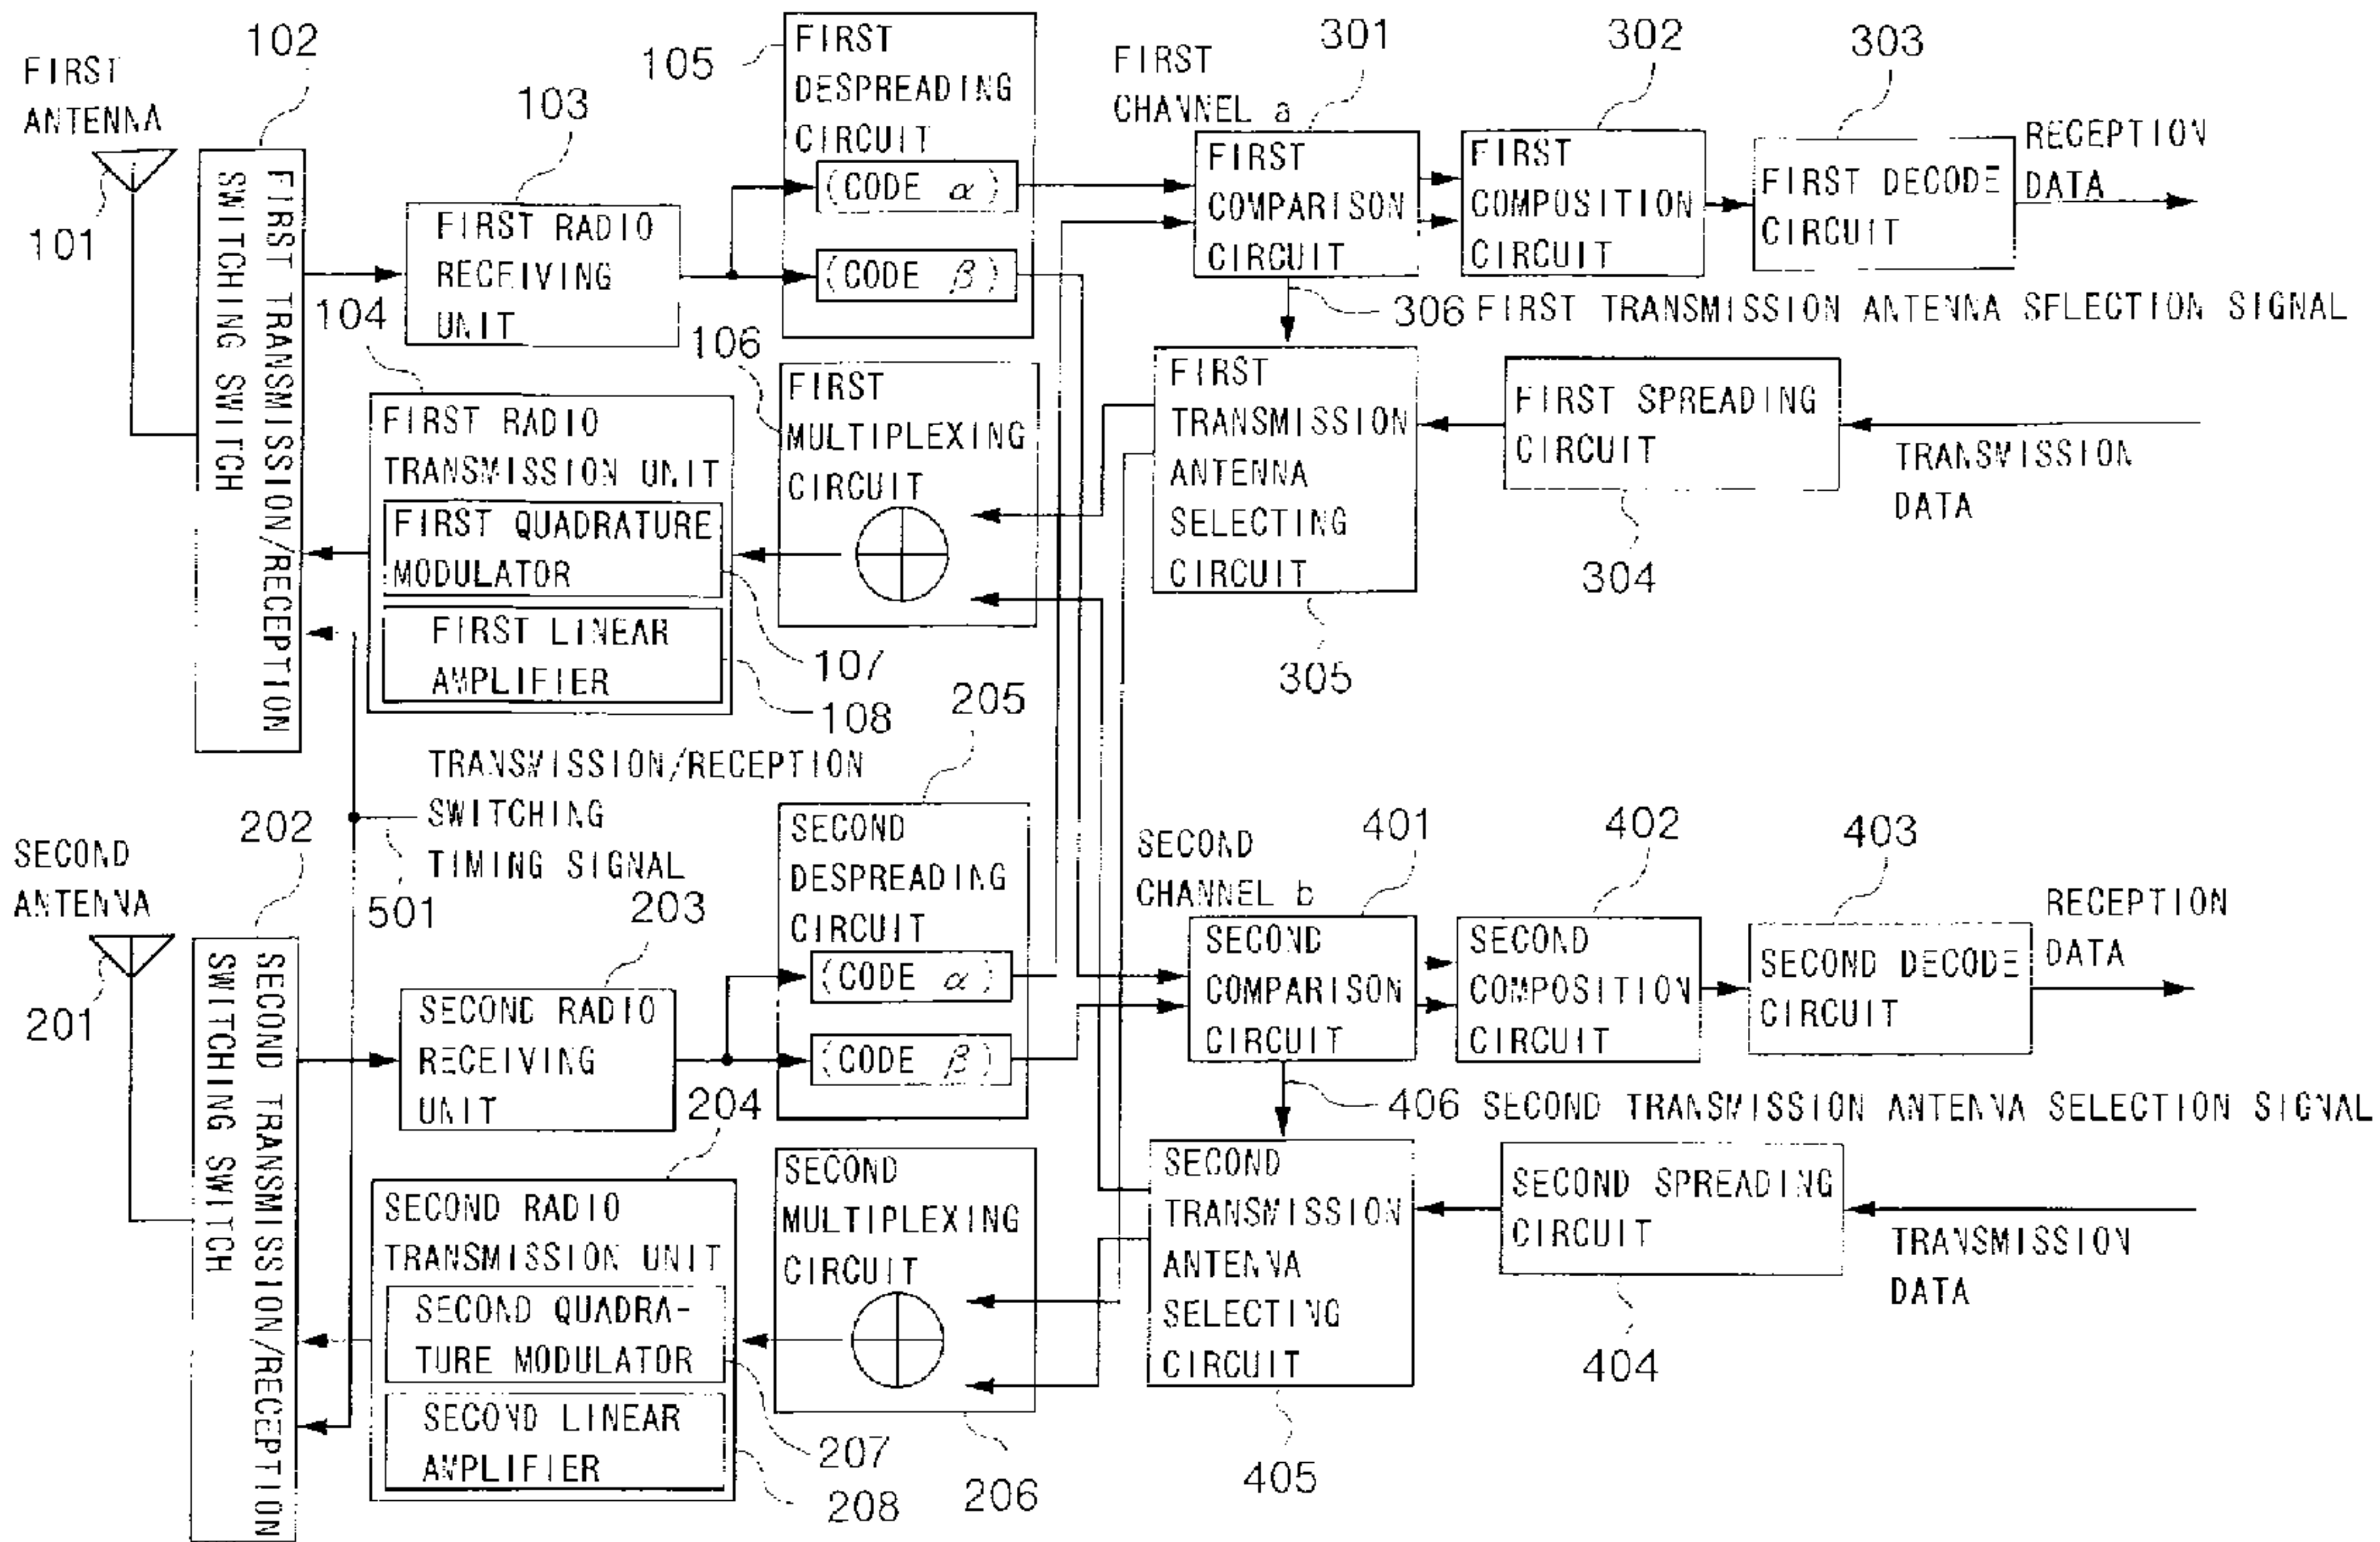 FIRST
ANTENNA
101
102
FIRST TRANSMISSION/RECEPTION
SWITCHING SWITCH
103
FIRST RADIO
RECEIVING
UNIT
104
FIRST RADIO
TRANSMISSION UNIT
FIRST QUADRATURE
MODULATOR
FIRST LINEAR
AMPLIFIER
107
108
105
FIRST
DESPREADING
CIRCUIT
(CODE α)
(CODE β)
106
FIRST
MULTIPLEXING
CIRCUIT
FIRST
CHANNEL a
301
FIRST
COMPARISON
CIRCUIT
302
FIRST
COMPOSITION
CIRCUIT
303
FIRST DECODE
CIRCUIT
RECEPTION
DATA
306 FIRST TRANSMISSION ANTENNA SELECTION SIGNAL
FIRST
TRANSMISSION
ANTENNA
SELECTING
CIRCUIT
305
FIRST SPREADING
CIRCUIT
304
TRANSMISSION
DATA
TRANSMISSION/RECEPTION
SWITCHING
TIMING SIGNAL
501
SECOND
ANTENNA
201
202
SECOND TRANSMISSION/RECEPTION
SWITCHING SWITCH
203
SECOND RADIO
RECEIVING
UNIT
204
SECOND RADIO
TRANSMISSION UNIT
SECOND QUADRA-
TURE MODULATOR
SECOND LINEAR
AMPLIFIER
207
208
205
SECOND
DESPREADING
CIRCUIT
(CODE α)
(CODE β)
SECOND
MULTIPLEXING
CIRCUIT
206
SECOND
CHANNEL b
401
SECOND
COMPARISON
CIRCUIT
402
SECOND
COMPOSITION
CIRCUIT
403
SECOND DECODE
CIRCUIT
RECEPTION
DATA
406 SECOND TRANSMISSION ANTENNA SELECTION SIGNAL
SECOND
TRANSMISSION
ANTENNA
SELECTING
CIRCUIT
405
SECOND SPREADING
CIRCUIT
404
TRANSMISSION
DATA